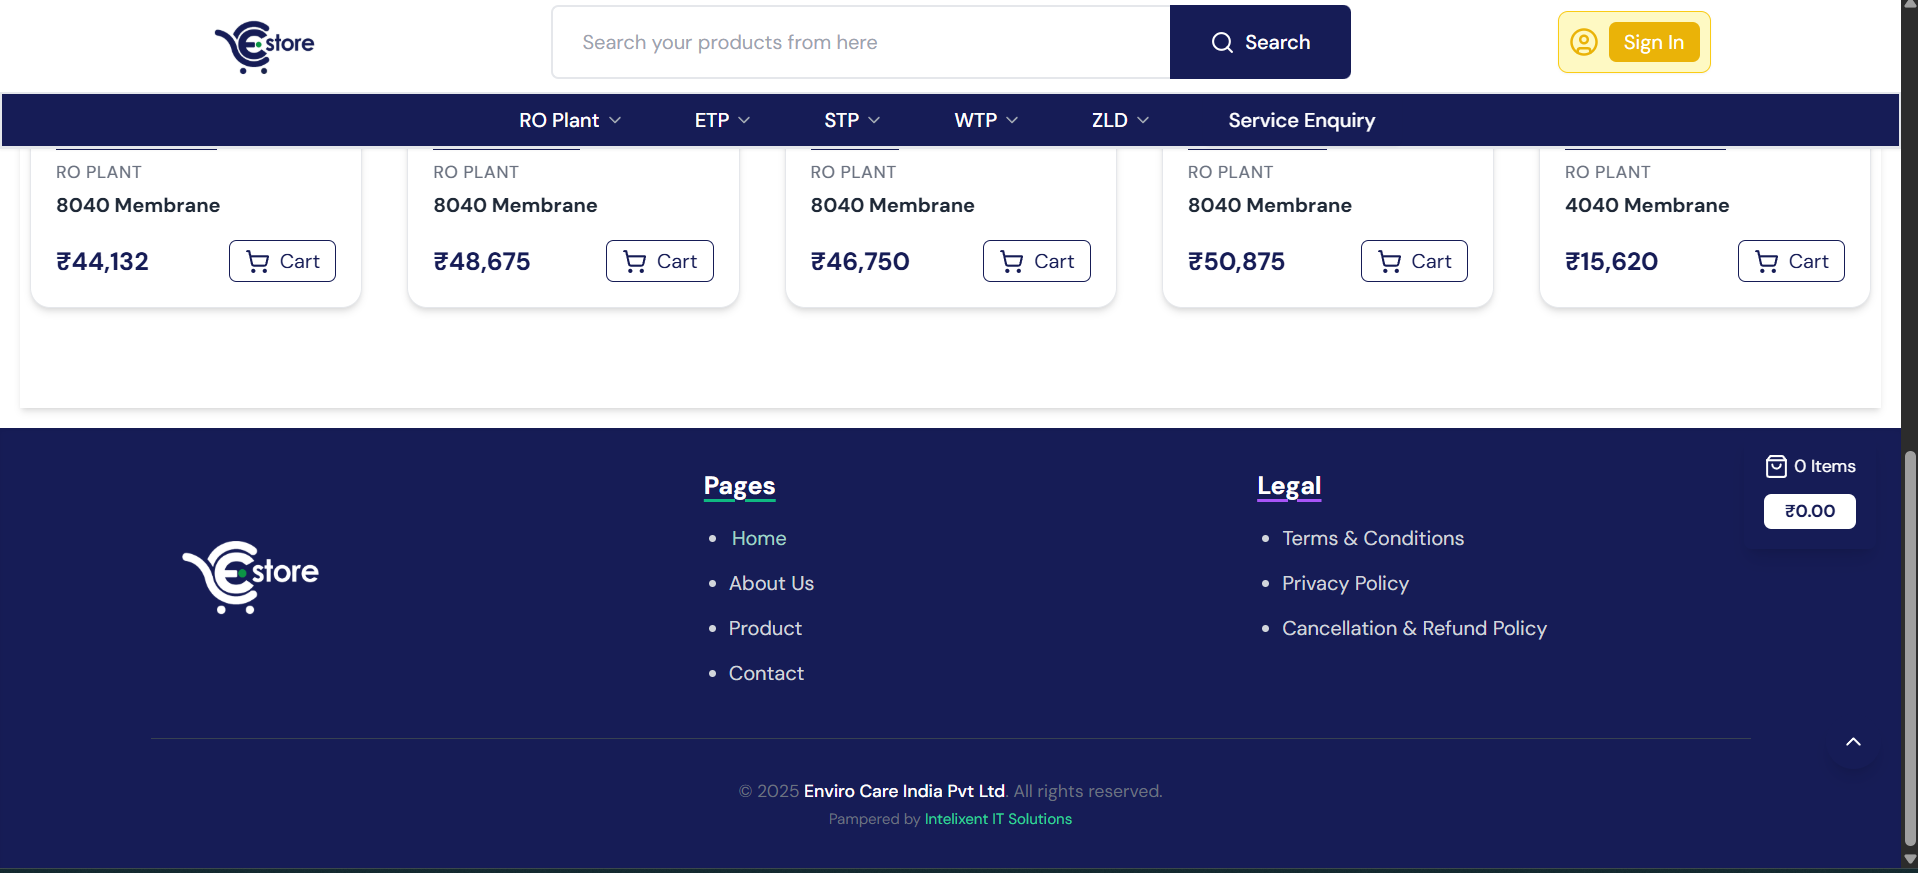 E·store
Search your products from here
Search
Sign In
RO Plant
ETP
STP
WTP
ZLD
Service Enquiry
RO PLANT
8040 Membrane
₹44,132
Cart
RO PLANT
8040 Membrane
₹48,675
Cart
RO PLANT
8040 Membrane
₹46,750
Cart
RO PLANT
8040 Membrane
₹50,875
Cart
RO PLANT
4040 Membrane
₹15,620
Cart
E·store
Pages
Home
About Us
Product
Contact
Legal
Terms & Conditions
Privacy Policy
Cancellation & Refund Policy
0 Items
₹0.00
© 2025 Enviro Care India Pvt Ltd. All rights reserved.
Pampered by Intelixent IT Solutions